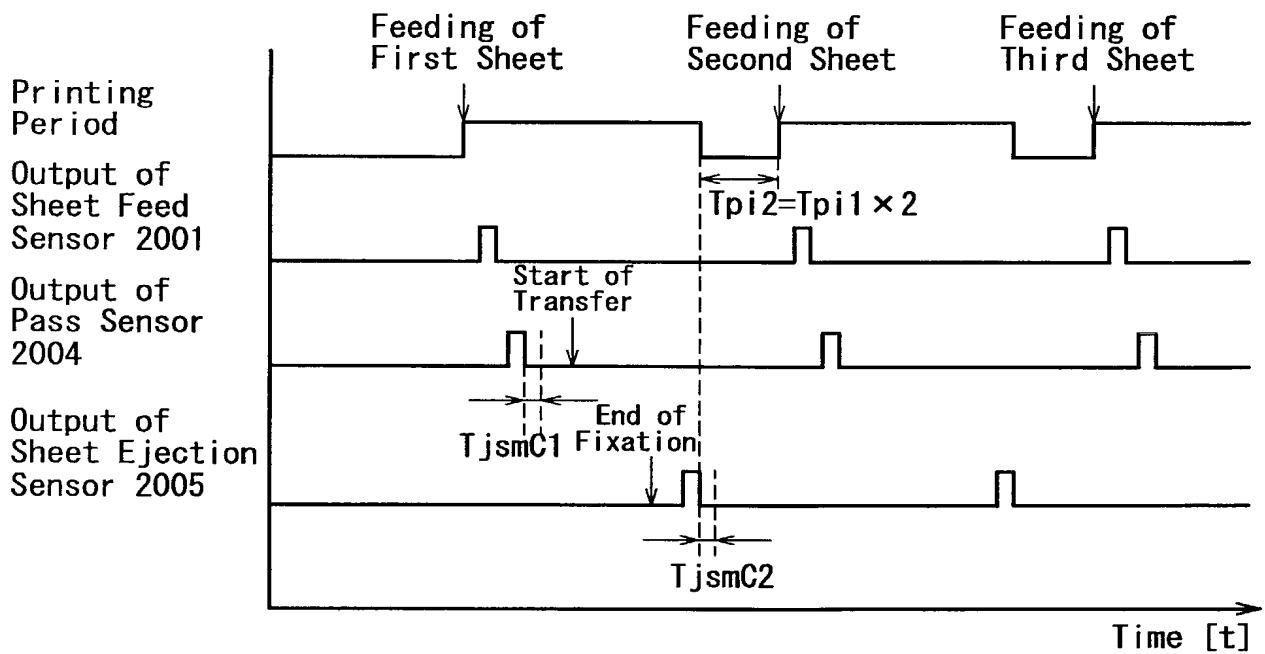 Feeding of
First Sheet
Feeding of
Second Sheet
Feeding of
Third Sheet
Printing
Period
Tpi2=Tpi1×2
Output of
Sheet Feed
Sensor 2001
Start of
Transfer
Output of
Pass Sensor
2004
TjsmC1
End of
Fixation
Output of
Sheet Ejection
Sensor 2005
TjsmC2
Time [t]